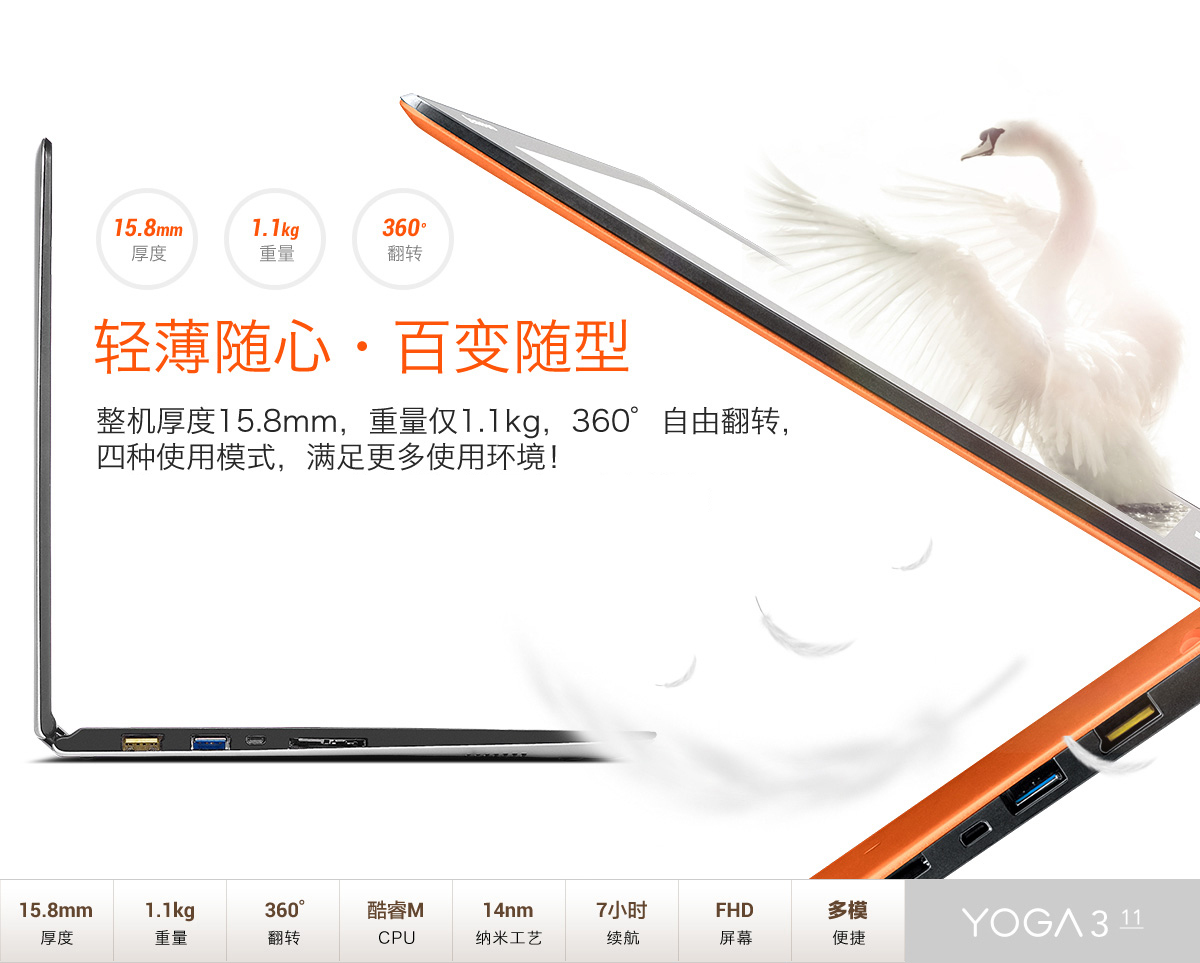 15.8mm
厚度
1.1kg
重量
360°
翻转
轻薄随心·百变随型
整机厚度15.8mm，重量仅1.1kg，360°自由翻转，
四种使用模式，满足更多使用环境！
15.8mm
厚度
1.1kg
重量
360°
翻转
酷睿M
CPU
14nm
纳米工艺
7小时
续航
FHD
屏幕
多模
便捷
YOGA 3 11